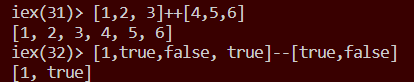 iex(31)> [1,2, 3]++[4,5,6]
[1, 2, 3, 4, 5, 6]
iex(32)> [1,true,false, true]--[true,false]
[1, true]